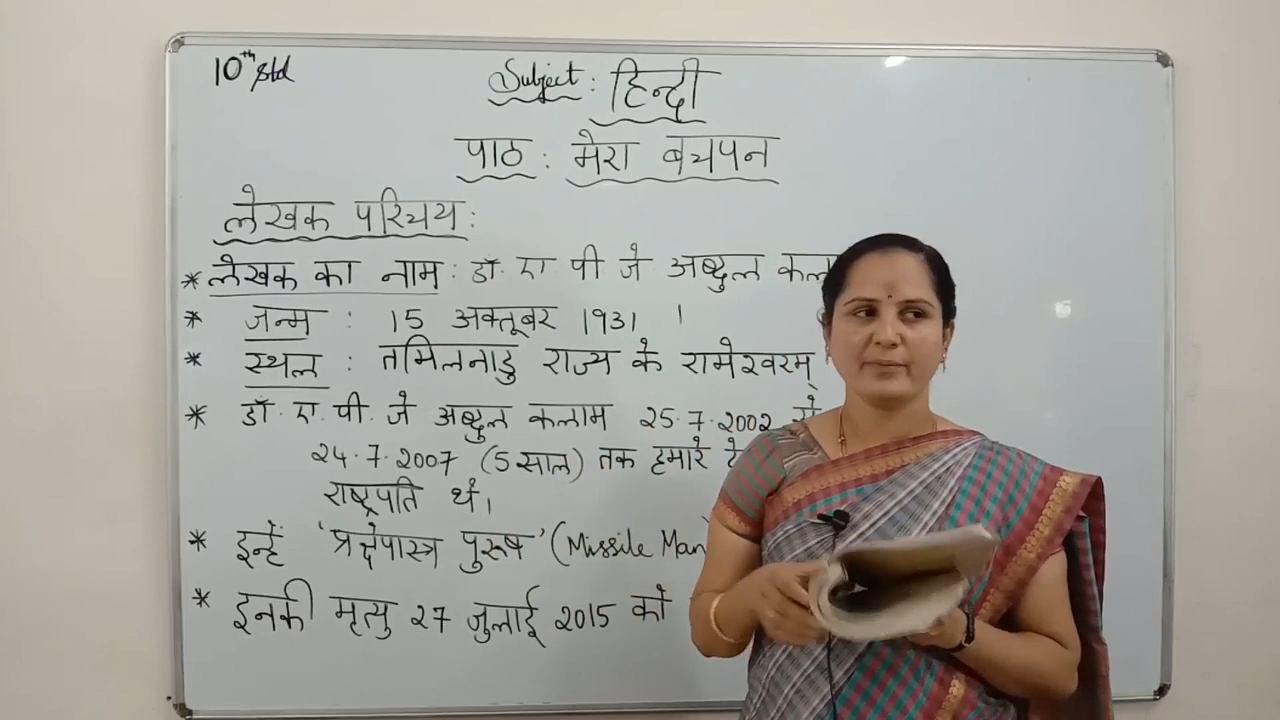 10th std
Subject : हिन्दी
पाठ : मेरा बचपन
लेखक परिचय :
* लेखक का नाम : डॉ. ए पी जे अब्दुल कला
* जन्म : 15 अक्तूबर 1931 ।
* स्थल : तमिलनाडु राज्य के रामेश्वरम्
* डॉ. ए. पी. जे अब्दुल कलाम 25.7.2002 से
24.7.2007 (5 साल) तक हमारे दे
राष्ट्रपति थे।
* इन्हें 'प्रक्षेपास्त्र पुरूष' (Missile Man)
* इनकी मृत्यु 27 जुलाई 2015 को